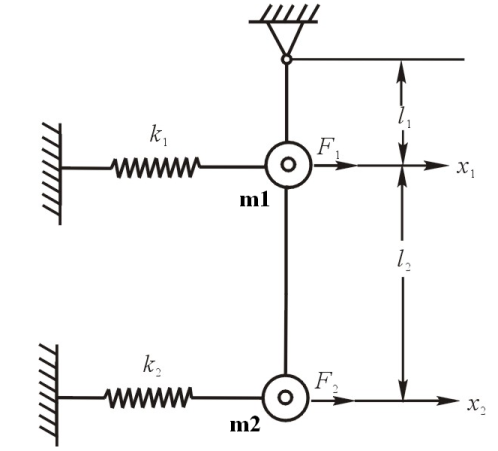 l₁
k₁
F₁
x₁
m1
l₂
k₂
F₂
x₂
m2